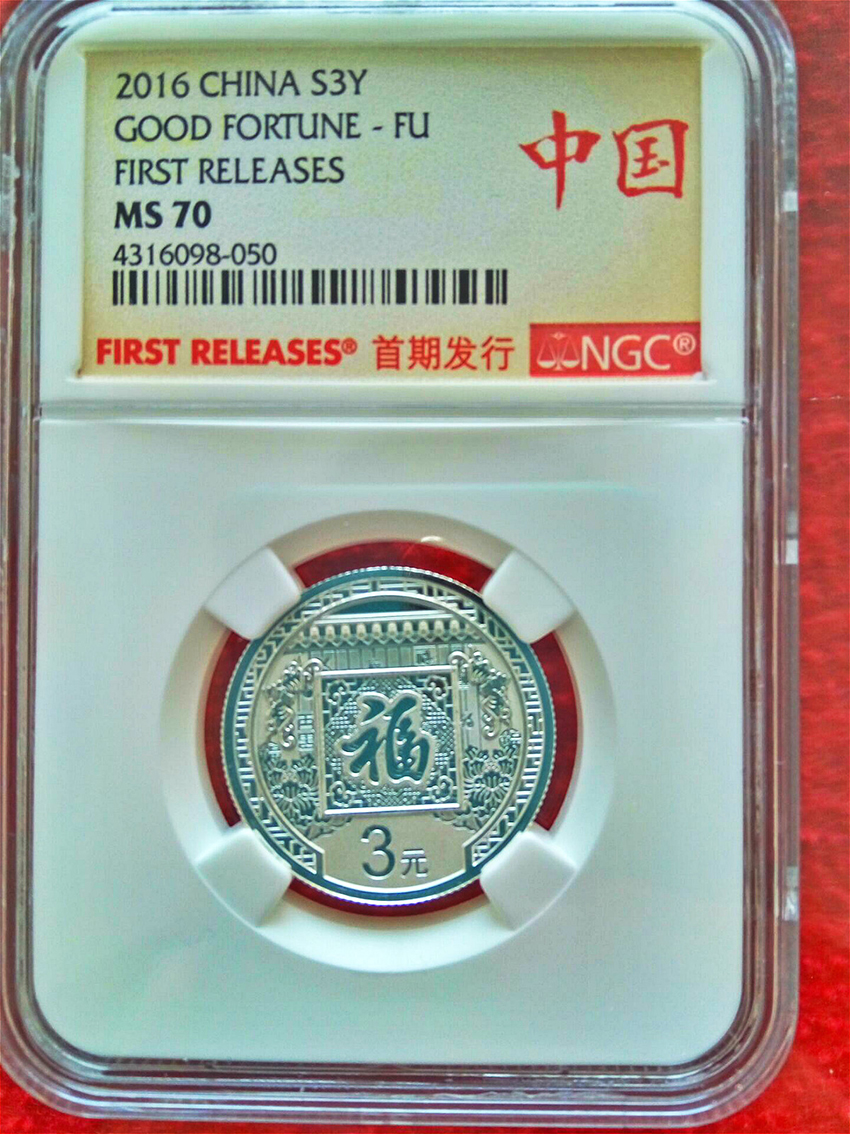 2016 CHINA S3Y
GOOD FORTUNE - FU
FIRST RELEASES
MS 70
4316098-050
中国
FIRST RELEASES® 首期发行 NGC®
福
3元